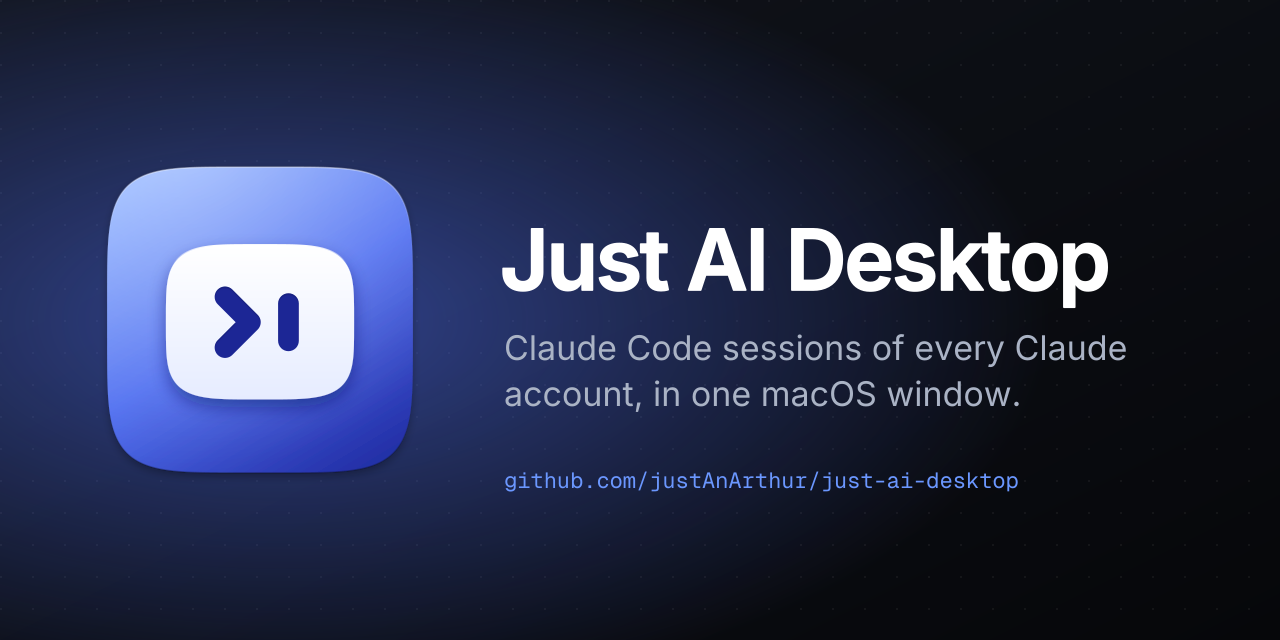 Just AI Desktop
Claude Code sessions of every Claude
account, in one macOS window.
github.com/justAnArthur/just-ai-desktop